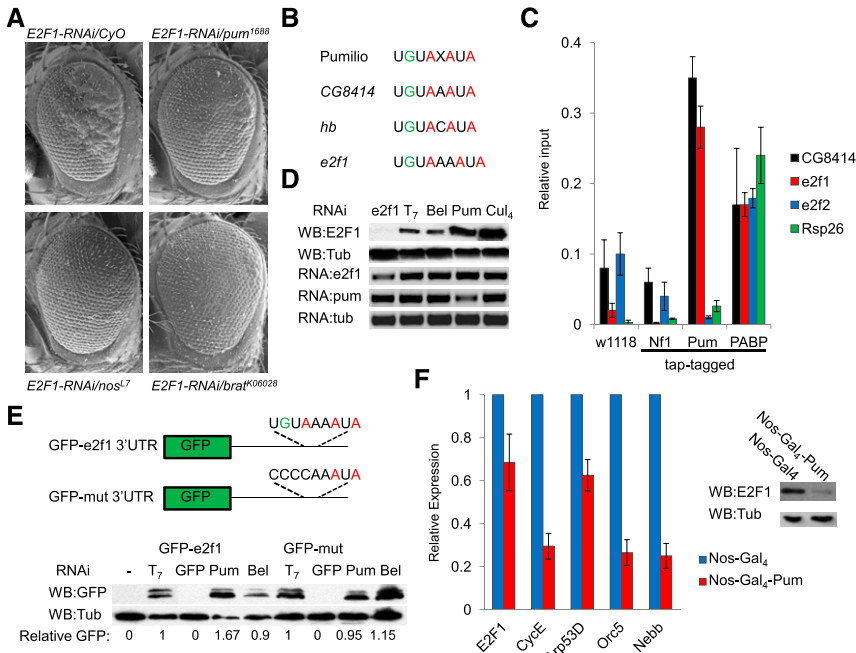 A
E2F1-RNAi/CyO
E2F1-RNAi/pum1688
E2F1-RNAi/nosL7
E2F1-RNAi/bratK06028
B
Pumilio UGUAXAUA
CG8414 UGUAAAUA
hb UGUACAUA
e2f1 UGUAAAAUA
C
0.4
0.3
0.2
0.1
0
Relative input
w1118 Nf1 Pum PABP
tap-tagged
CG8414
e2f1
e2f2
Rsp26
D
RNAi e2f1 T7 Bel Pum Cul4
WB:E2F1
WB:Tub
RNA:e2f1
RNA:pum
RNA:tub
E
UGUAAAAUA
GFP-e2f1 3'UTR GFP
CCCCAAAUA
GFP-mut 3'UTR GFP
GFP-e2f1 GFP-mut
RNAi - T7 GFP Pum Bel T7 GFP Pum Bel
WB:GFP
WB:Tub
Relative GFP: 0 1 0 1.67 0.9 1 0 0.95 1.15
F
1
0.8
0.6
0.4
0.2
0
Relative Expression
E2F1 CycE rp53D Orc5 Nebb
Nos-Gal4
Nos-Gal4-Pum
WB:E2F1
WB:Tub
Nos-Gal4
Nos-Gal4-Pum